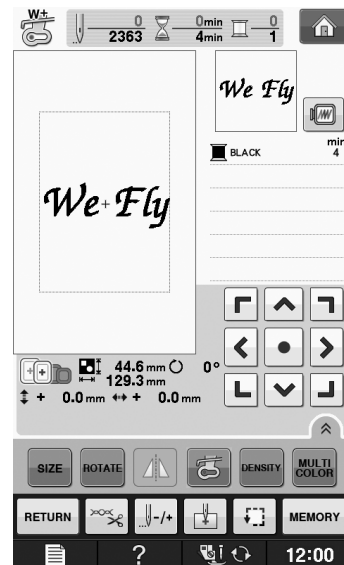 W+
0
2363
0min
4min
0
1
We Fly
min
BLACK 4
We Fly
44.6 mm 0°
129.3 mm
+ 0.0 mm + 0.0 mm
SIZE ROTATE DENSITY MULTI COLOR
RETURN -/+ MEMORY
? 12:00